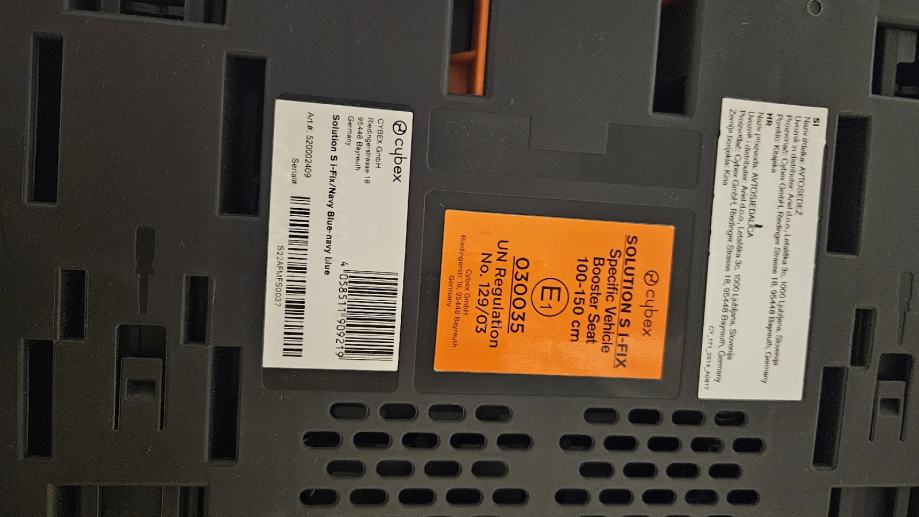 cybex
CYBEX GmbH
Riedingerstrasse 18
95448 Bayreuth
Germany
Solution S i-Fix/Navy Blue-navy blue
4 058511 909219
Art.#: 520002409
Serial#:
S22APMFS0037
cybex
SOLUTION S I-FIX
Specific Vehicle
Booster Seat
100-150 cm
E1
030035
UN Regulation
No. 129/03
Cybex GmbH
Riedingerstr. 18, 95448 Bayreuth
Germany
SI
Naziv izdelka: AVTOSEDEŽ
Uvoznik in distributer: Ariel d.o.o., Letališka 3c, 1000 Ljubljana, Slovenija
Proizvajalec: Cybex GmbH, Riedinger Strasse 18, 95448 Bayreuth, Germany
Poreklo: Kitajska
HR
Naziv proizvoda: AVTOSJEDALICA
Uvoznik i distributer: Ariel d.o.o., Letališka 3c, 1000 Ljubljana, Slovenija
Proizvođač: Cybex GmbH, Riedinger Strasse 18, 95448 Bayreuth, Germany
Zemlja porijekla: Kina